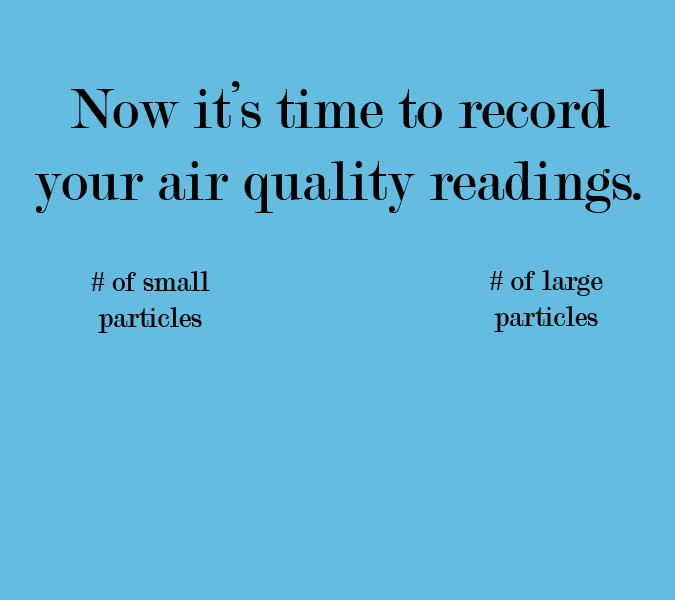 Now it's time to record
your air quality readings.
# of small
particles
# of large
particles